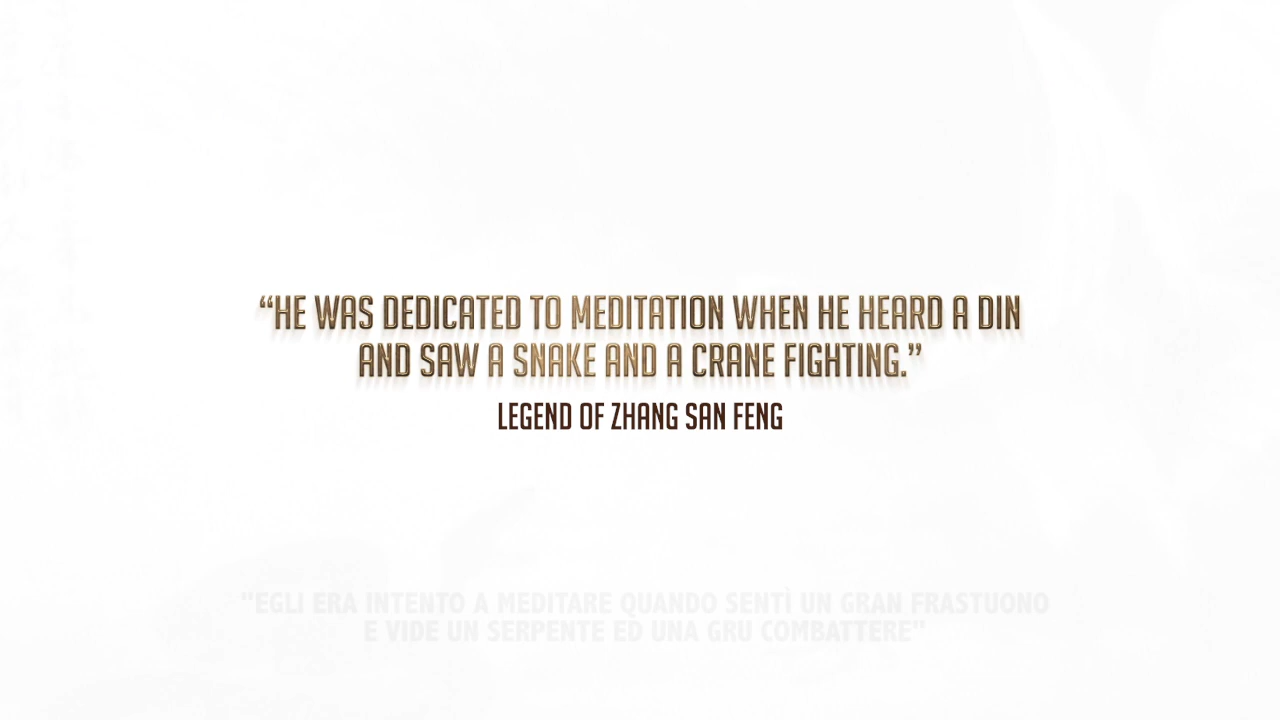 “HE WAS DEDICATED TO MEDITATION WHEN HE HEARD A DIN
AND SAW A SNAKE AND A CRANE FIGHTING.”
LEGEND OF ZHANG SAN FENG
"EGLI ERA INTENTO A MEDITARE QUANDO SENTÌ UN GRAN FRASTUONO
E VIDE UN SERPENTE ED UNA GRU COMBATTERE"